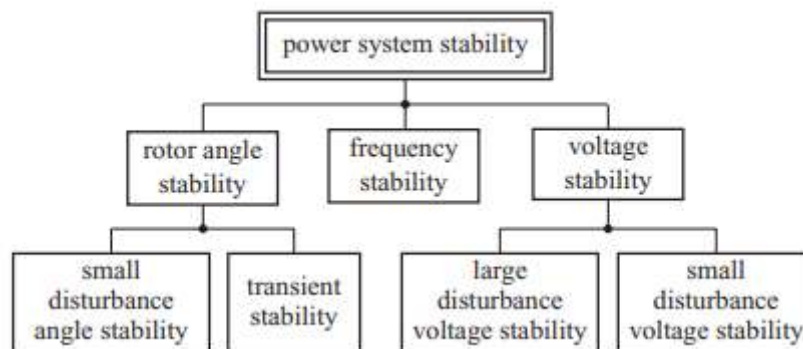 power system stability
rotor angle
stability
frequency
stability
voltage
stability
small
disturbance
angle stability
transient
stability
large
disturbance
voltage stability
small
disturbance
voltage stability